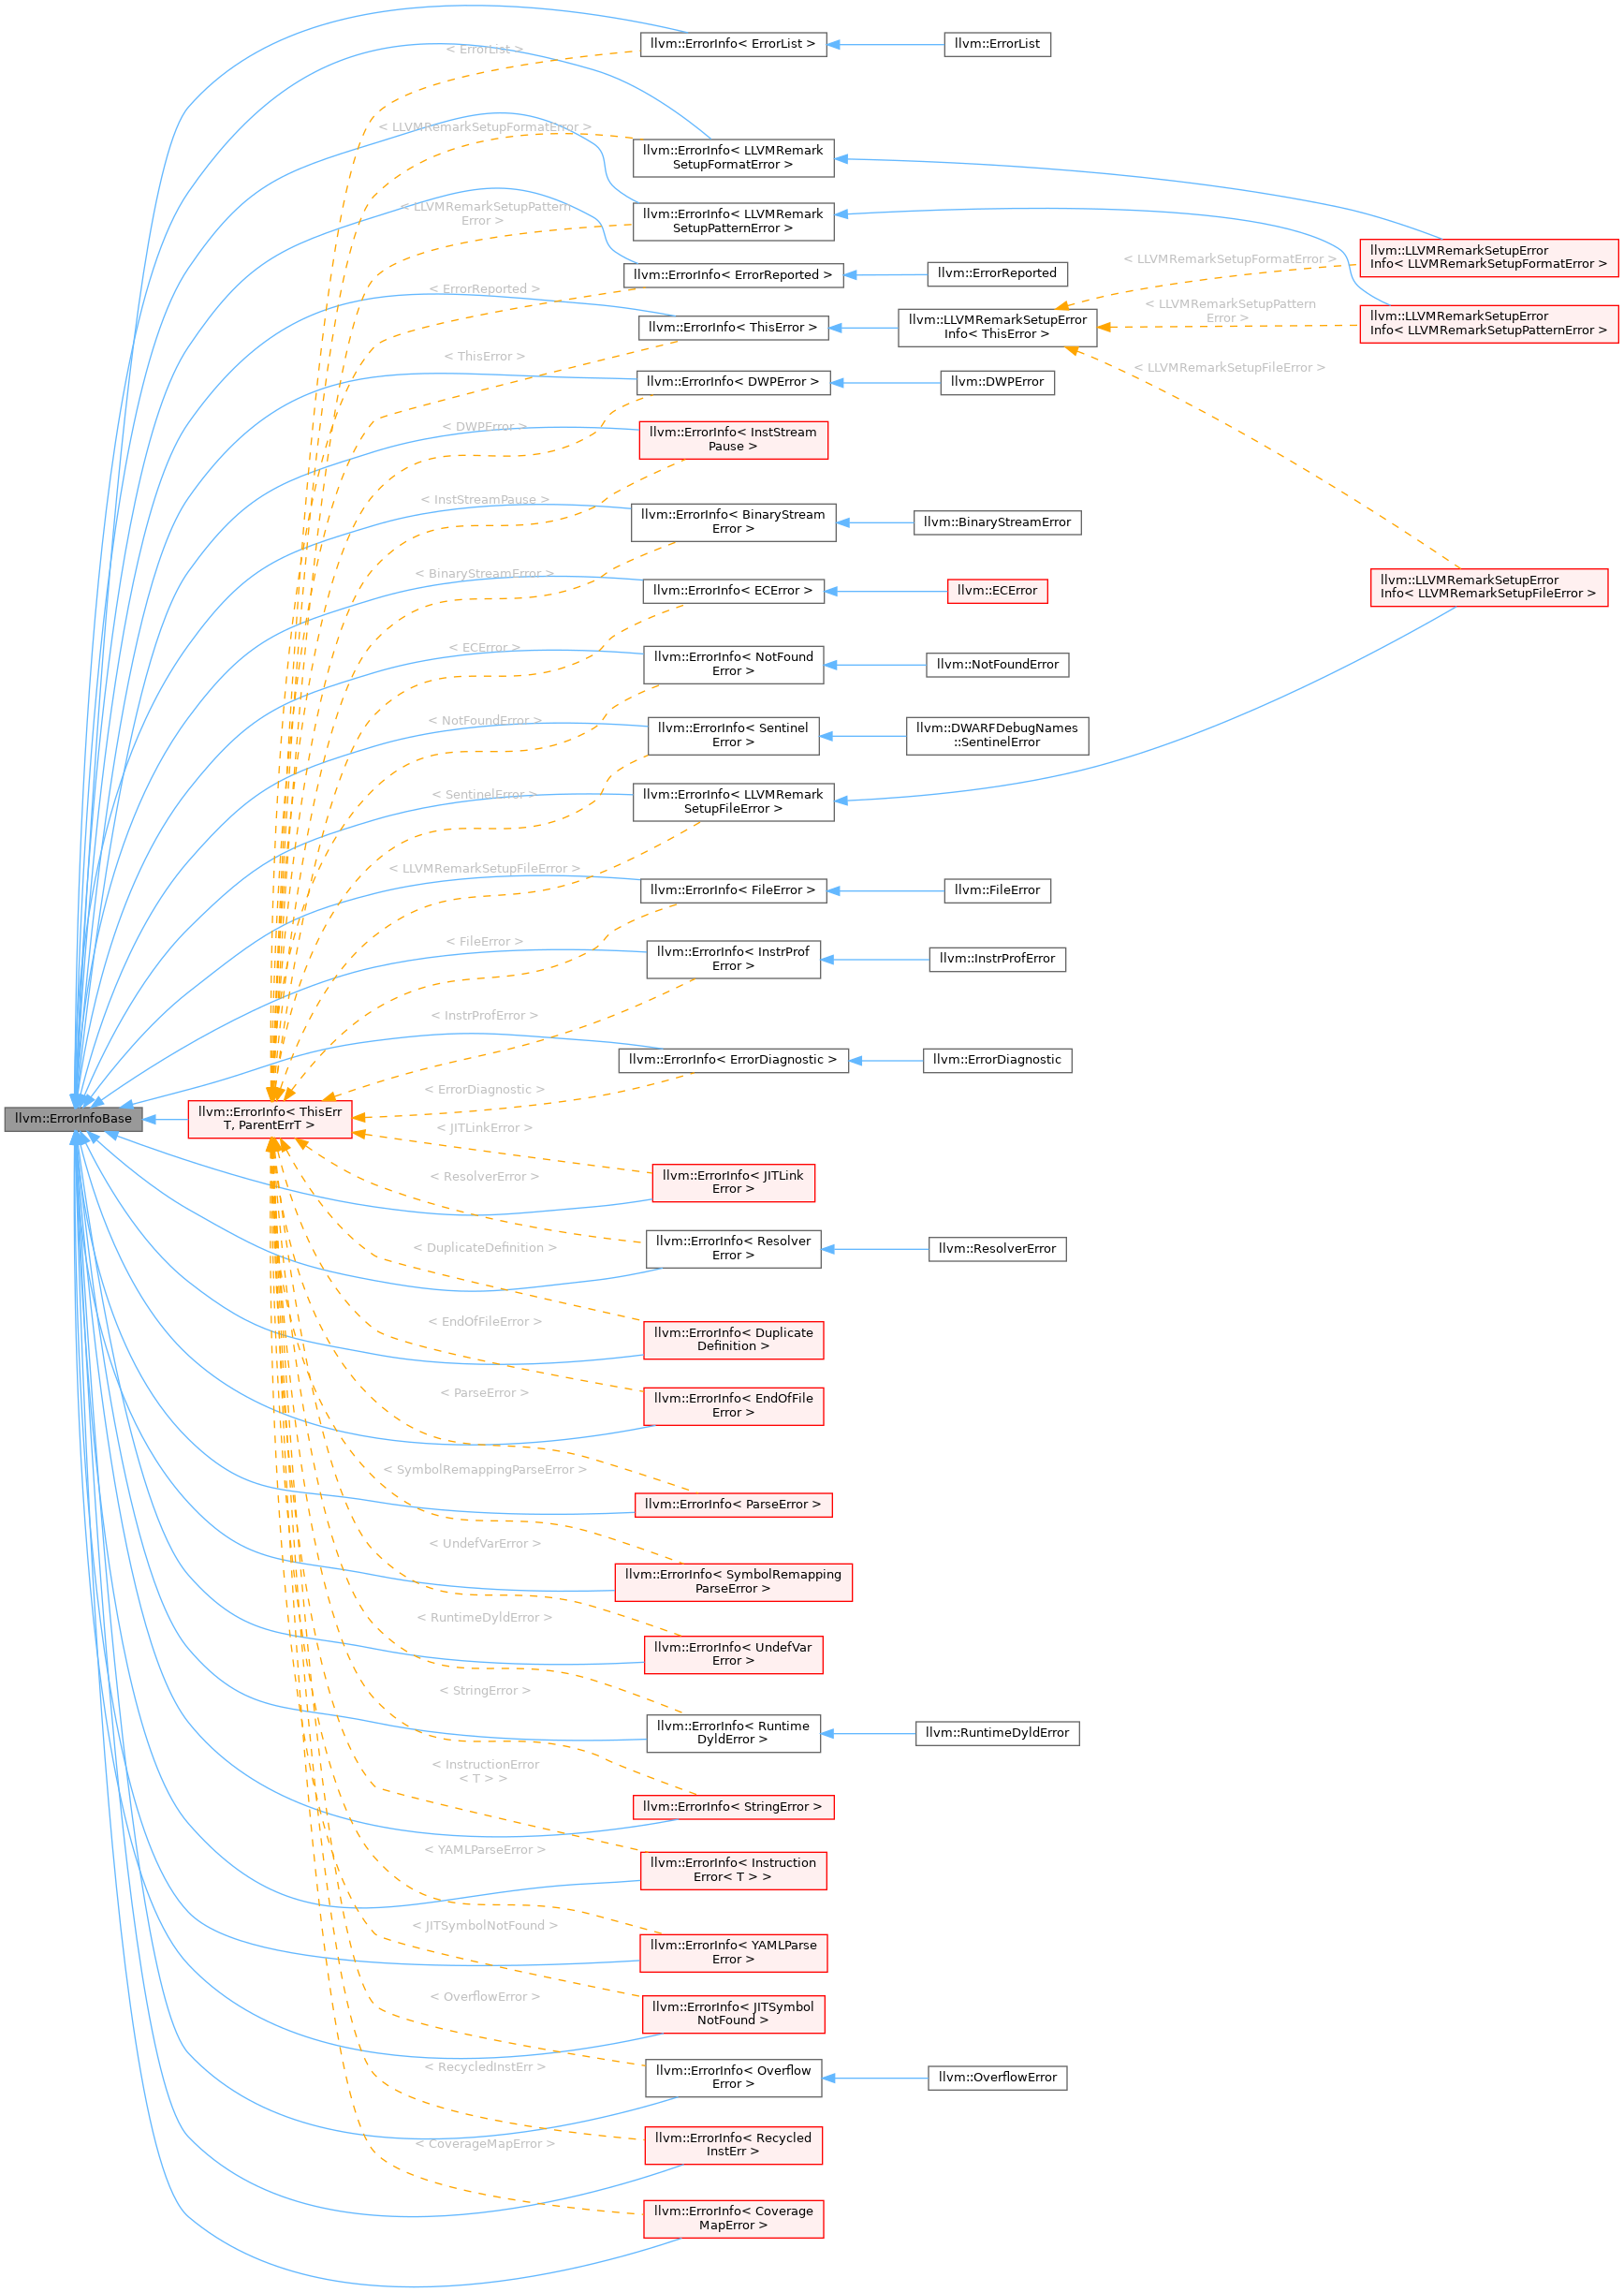 llvm::ErrorInfoBase
llvm::ErrorInfo< ThisErr
T, ParentErrT >
< ErrorList >
< LLVMRemarkSetupFormatError >
< LLVMRemarkSetupPattern
Error >
< ErrorReported >
< ThisError >
< DWPError >
< InstStreamPause >
< BinaryStreamError >
< ECError >
< NotFoundError >
< SentinelError >
< LLVMRemarkSetupFileError >
< FileError >
< InstrProfError >
< ErrorDiagnostic >
< JITLinkError >
< ResolverError >
< DuplicateDefinition >
< EndOfFileError >
< ParseError >
< SymbolRemappingParseError >
< UndefVarError >
< RuntimeDyldError >
< StringError >
< InstructionError
< T > >
< YAMLParseError >
< JITSymbolNotFound >
< OverflowError >
< RecycledInstErr >
< CoverageMapError >
llvm::ErrorInfo< ErrorList >
llvm::ErrorInfo< LLVMRemark
SetupFormatError >
llvm::ErrorInfo< LLVMRemark
SetupPatternError >
llvm::ErrorInfo< ErrorReported >
llvm::ErrorInfo< ThisError >
llvm::ErrorInfo< DWPError >
llvm::ErrorInfo< InstStream
Pause >
llvm::ErrorInfo< BinaryStream
Error >
llvm::ErrorInfo< ECError >
llvm::ErrorInfo< NotFound
Error >
llvm::ErrorInfo< Sentinel
Error >
llvm::ErrorInfo< LLVMRemark
SetupFileError >
llvm::ErrorInfo< FileError >
llvm::ErrorInfo< InstrProf
Error >
llvm::ErrorInfo< ErrorDiagnostic >
llvm::ErrorInfo< JITLink
Error >
llvm::ErrorInfo< Resolver
Error >
llvm::ErrorInfo< Duplicate
Definition >
llvm::ErrorInfo< EndOfFile
Error >
llvm::ErrorInfo< ParseError >
llvm::ErrorInfo< SymbolRemapping
ParseError >
llvm::ErrorInfo< UndefVar
Error >
llvm::ErrorInfo< Runtime
DyldError >
llvm::ErrorInfo< StringError >
llvm::ErrorInfo< Instruction
Error< T > >
llvm::ErrorInfo< YAMLParse
Error >
llvm::ErrorInfo< JITSymbol
NotFound >
llvm::ErrorInfo< Overflow
Error >
llvm::ErrorInfo< Recycled
InstErr >
llvm::ErrorInfo< Coverage
MapError >
llvm::ErrorList
llvm::ErrorReported
llvm::LLVMRemarkSetupError
Info< ThisError >
llvm::DWPError
llvm::BinaryStreamError
llvm::ECError
llvm::NotFoundError
llvm::DWARFDebugNames
::SentinelError
llvm::FileError
llvm::InstrProfError
llvm::ErrorDiagnostic
llvm::ResolverError
llvm::RuntimeDyldError
llvm::OverflowError
< LLVMRemarkSetupFormatError >
< LLVMRemarkSetupPattern
Error >
< LLVMRemarkSetupFileError >
llvm::LLVMRemarkSetupError
Info< LLVMRemarkSetupFormatError >
llvm::LLVMRemarkSetupError
Info< LLVMRemarkSetupPatternError >
llvm::LLVMRemarkSetupError
Info< LLVMRemarkSetupFileError >